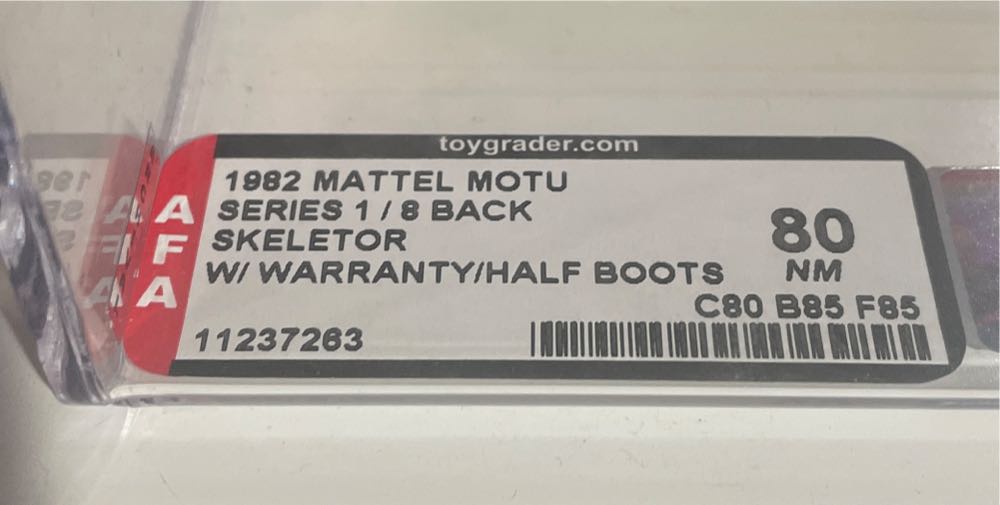 toygrader.com
AFA
1982 MATTEL MOTU
SERIES 1 / 8 BACK
SKELETOR
W/ WARRANTY/HALF BOOTS
80
NM
C80 B85 F85
11237263